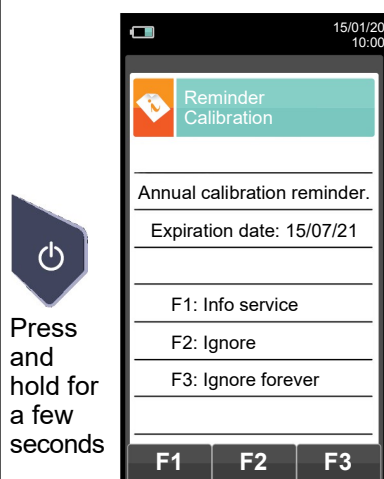 15/01/20
10:00
Reminder
Calibration
Annual calibration reminder.
Expiration date: 15/07/21
F1: Info service
F2: Ignore
F3: Ignore forever
F1 F2 F3
Press
and
hold for
a few
seconds